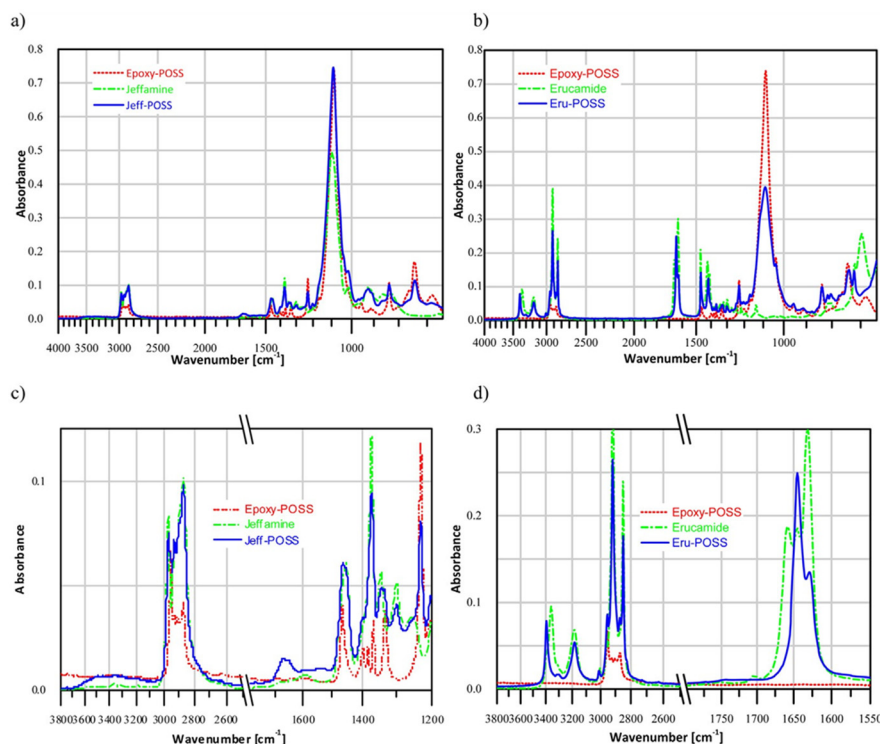 a)
0.8
0.7
0.6
0.5
0.4
0.3
0.2
0.1
0.0
Absorbance
Epoxy-POSS
Jeffamine
Jeff-POSS
4000 3000 2500 2000 1500 1000
Wavenumber [cm-1]
b)
0.8
0.7
0.6
0.5
0.4
0.3
0.2
0.1
0.0
Absorbance
Epoxy-POSS
Erucamide
Eru-POSS
4000 3000 2500 2000 1500 1000
Wavenumber [cm-1]
c)
0.1
0.0
Absorbance
Epoxy-POSS
Jeffamine
Jeff-POSS
3800 3600 3400 3000 2900 2800 2600 1600 1400 1200
Wavenumber [cm-1]
d)
0.3
0.2
0.1
0.0
Absorbance
Epoxy-POSS
Erucamide
Eru-POSS
3800 3600 3400 3000 2800 2600 1750 1700 1650 1600 1550
Wavenumber [cm-1]